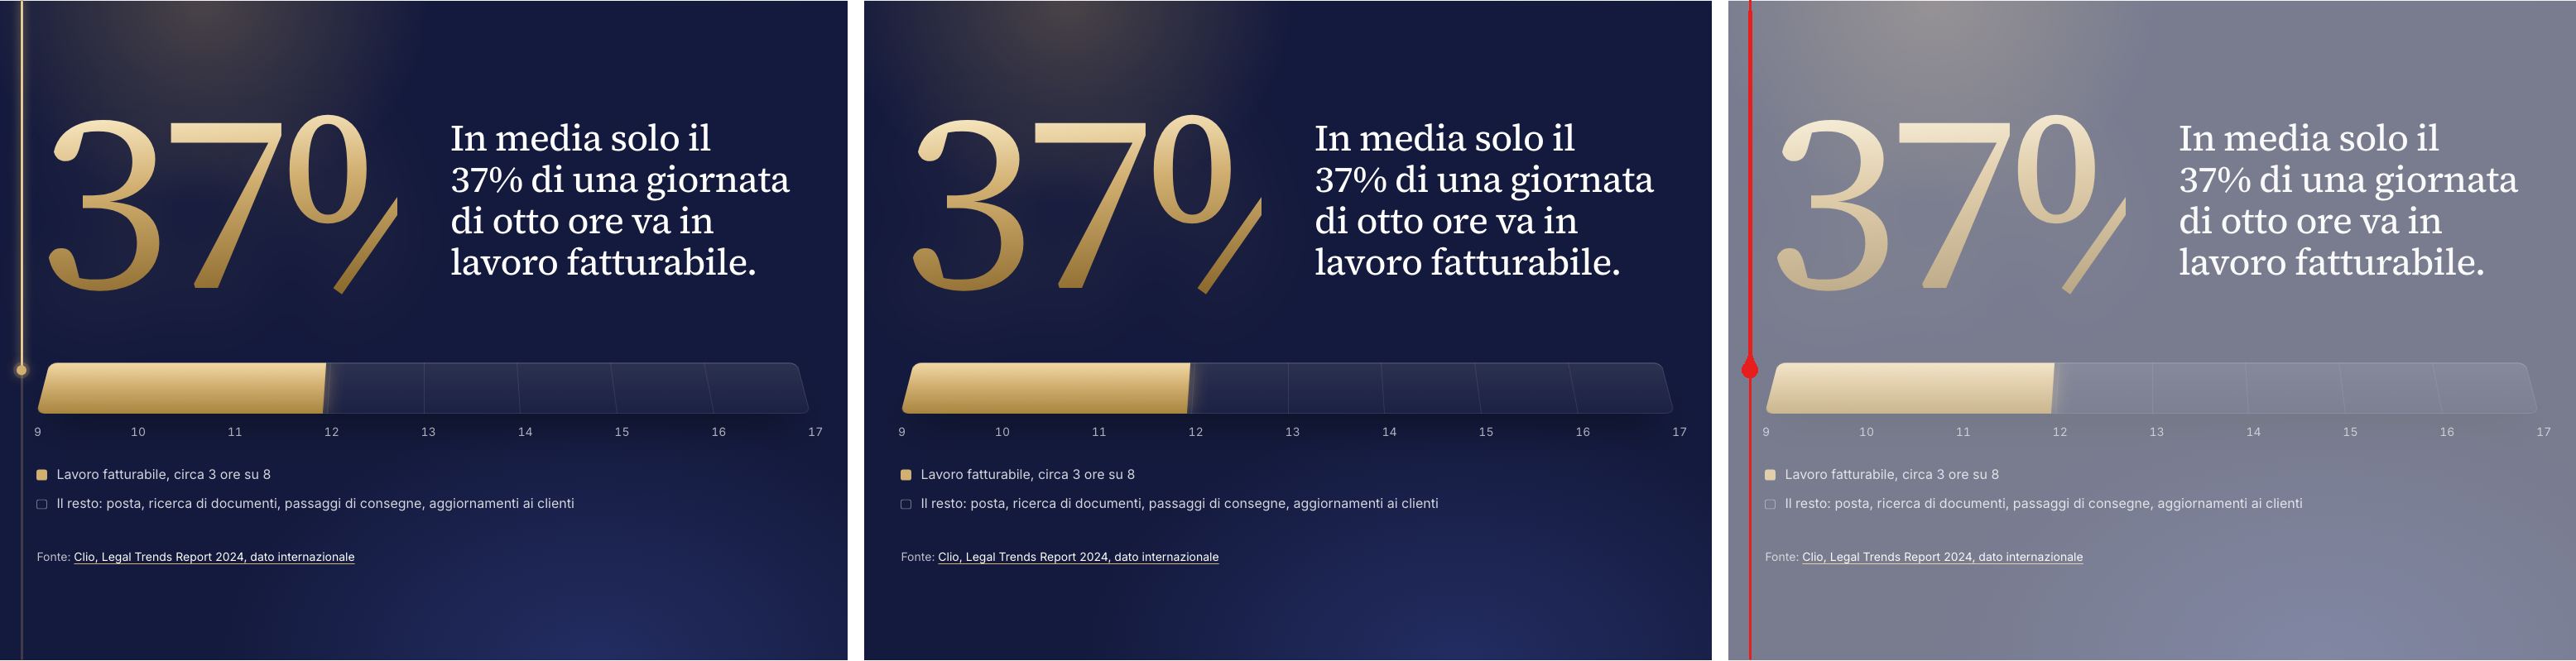 37%
In media solo il
37% di una giornata
di otto ore va in
lavoro fatturabile.
9 10 11 12 13 14 15 16 17
Lavoro fatturabile, circa 3 ore su 8
Il resto: posta, ricerca di documenti, passaggi di consegne, aggiornamenti ai clienti
Fonte: Clio, Legal Trends Report 2024, dato internazionale
37%
In media solo il
37% di una giornata
di otto ore va in
lavoro fatturabile.
9 10 11 12 13 14 15 16 17
Lavoro fatturabile, circa 3 ore su 8
Il resto: posta, ricerca di documenti, passaggi di consegne, aggiornamenti ai clienti
Fonte: Clio, Legal Trends Report 2024, dato internazionale
37%
In media solo il
37% di una giornata
di otto ore va in
lavoro fatturabile.
9 10 11 12 13 14 15 16 17
Lavoro fatturabile, circa 3 ore su 8
Il resto: posta, ricerca di documenti, passaggi di consegne, aggiornamenti ai clienti
Fonte: Clio, Legal Trends Report 2024, dato internazionale